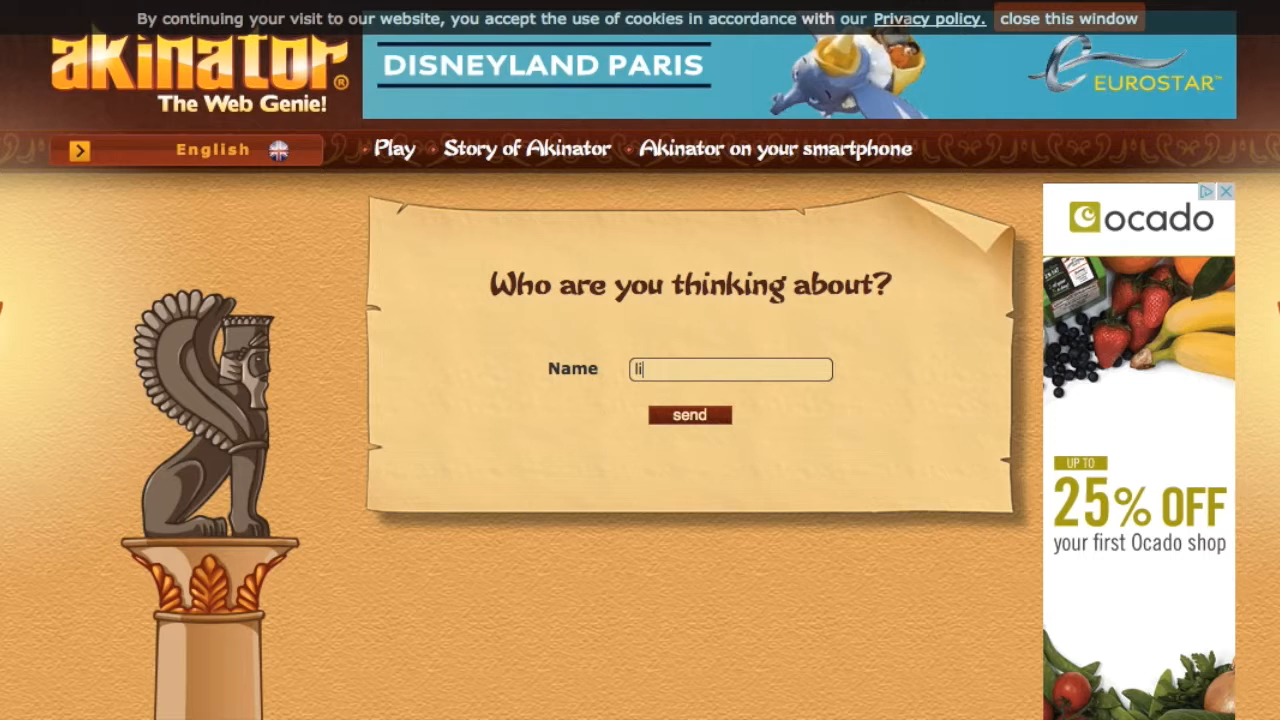 By continuing your visit to our website, you accept the use of cookies in accordance with our Privacy policy. close this window
akinator®
The Web Genie!
DISNEYLAND PARIS
EUROSTAR™
English
Play
Story of Akinator
Akinator on your smartphone
ocado
Who are you thinking about?
Name
li
send
UP TO
25% OFF
your first Ocado shop